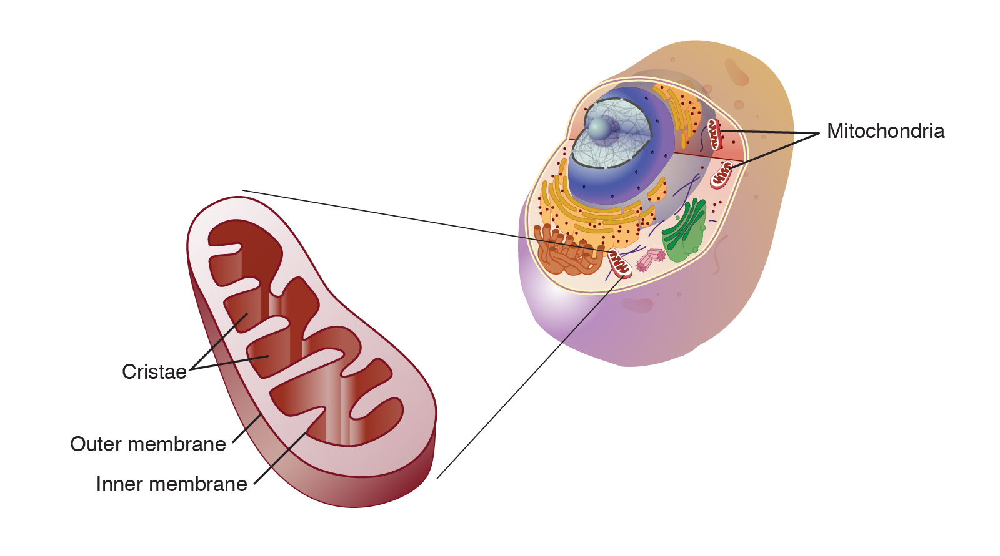 Mitochondria
Cristae
Outer membrane
Inner membrane